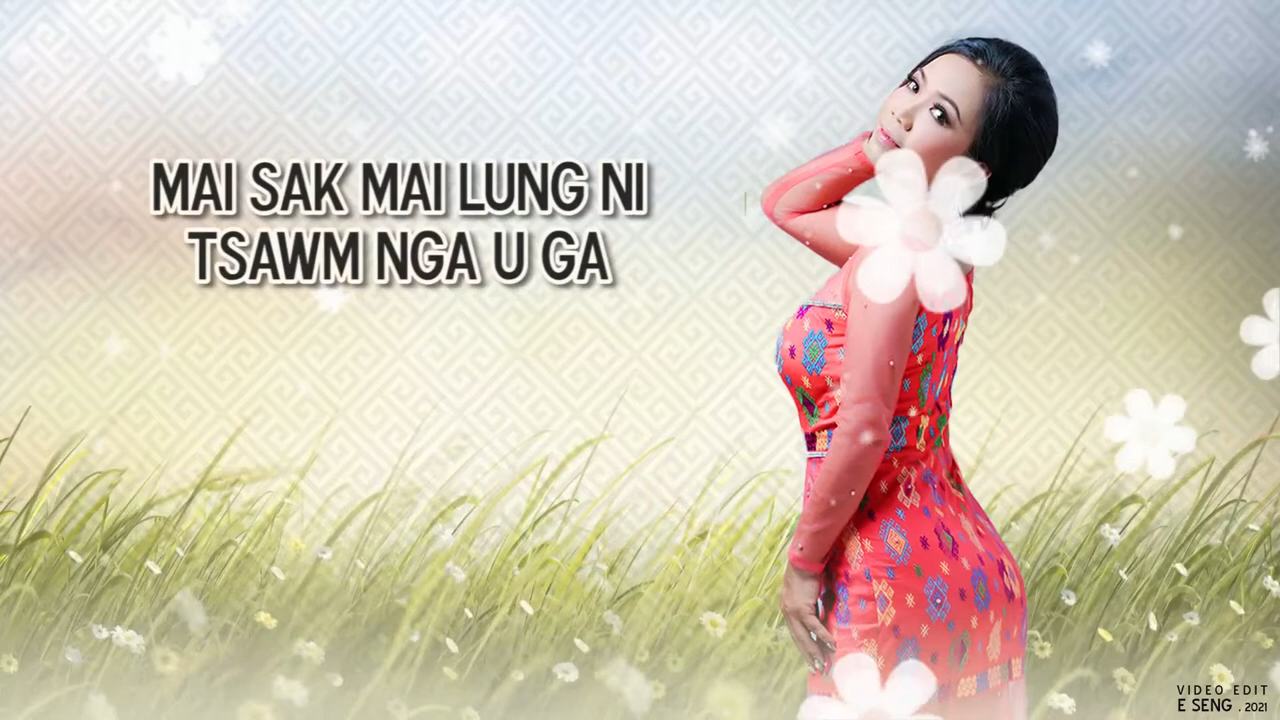 MAI SAK MAI LUNG NI
TSAWM NGA U GA
VIDEO EDIT
E SENG . 2021